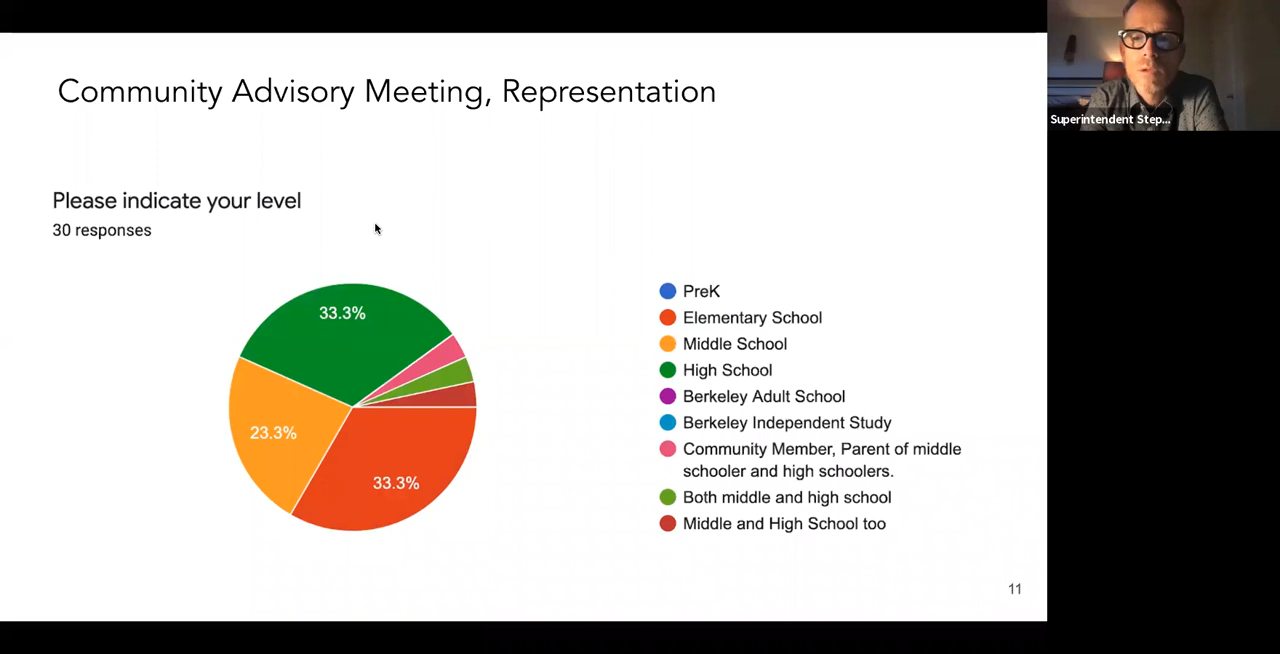 Community Advisory Meeting, Representation
Superintendent Step...
Please indicate your level
30 responses
33.3%
23.3%
33.3%
PreK
Elementary School
Middle School
High School
Berkeley Adult School
Berkeley Independent Study
Community Member, Parent of middle
schooler and high schoolers.
Both middle and high school
Middle and High School too
11